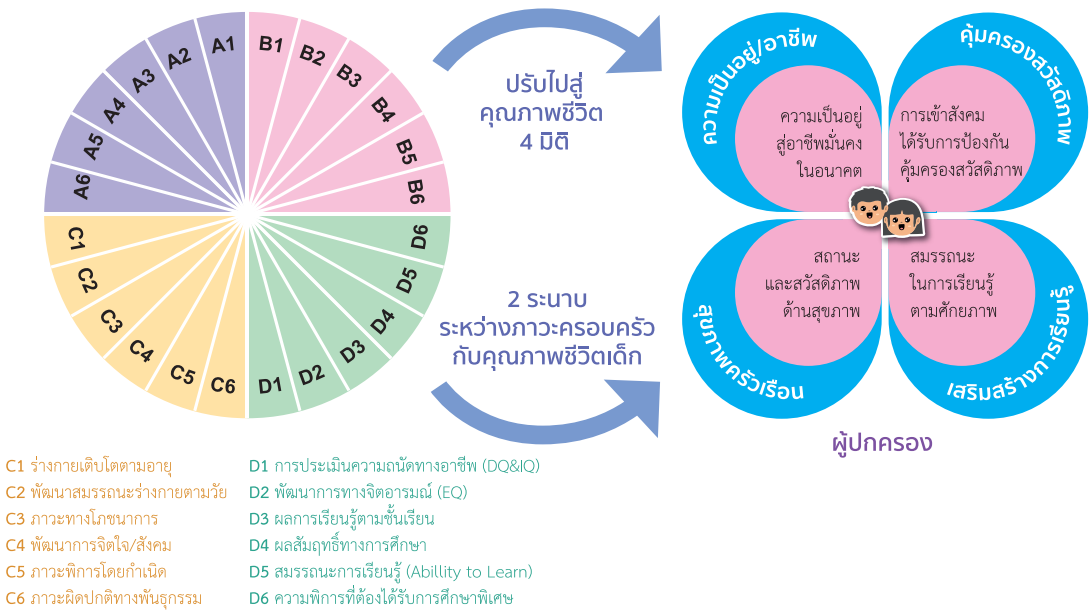 A1
A2
A3
A4
A5
A6
B1
B2
B3
B4
B5
B6
C1
C2
C3
C4
C5
C6
D1
D2
D3
D4
D5
D6
ปรับไปสู่
คุณภาพชีวิต
4 มิติ
2 ระนาบ
ระหว่างภาวะครอบครัว
กับคุณภาพชีวิตเด็ก
ความเป็นอยู่/อาชีพ
ความเป็นอยู่
สู่อาชีพมั่นคง
ในอนาคต
คุ้มครองสวัสดิภาพ
การเข้าสังคม
ได้รับการป้องกัน
คุ้มครองสวัสดิภาพ
สุขภาพครัวเรือน
สถานะ
และสวัสดิภาพ
ด้านสุขภาพ
เสริมสร้างการเรียนรู้
สมรรถนะ
ในการเรียนรู้
ตามศักยภาพ
ผู้ปกครอง
C1 ร่างกายเติบโตตามอายุ
C2 พัฒนาสมรรถนะร่างกายตามวัย
C3 ภาวะทางโภชนาการ
C4 พัฒนาการจิตใจ/สังคม
C5 ภาวะพิการโดยกำเนิด
C6 ภาวะผิดปกติทางพันธุกรรม
D1 การประเมินความถนัดทางอาชีพ (DQ&IQ)
D2 พัฒนาการทางจิตอารมณ์ (EQ)
D3 ผลการเรียนรู้ตามชั้นเรียน
D4 ผลสัมฤทธิ์ทางการศึกษา
D5 สมรรถนะการเรียนรู้ (Abillity to Learn)
D6 ความพิการที่ต้องได้รับการศึกษาพิเศษ